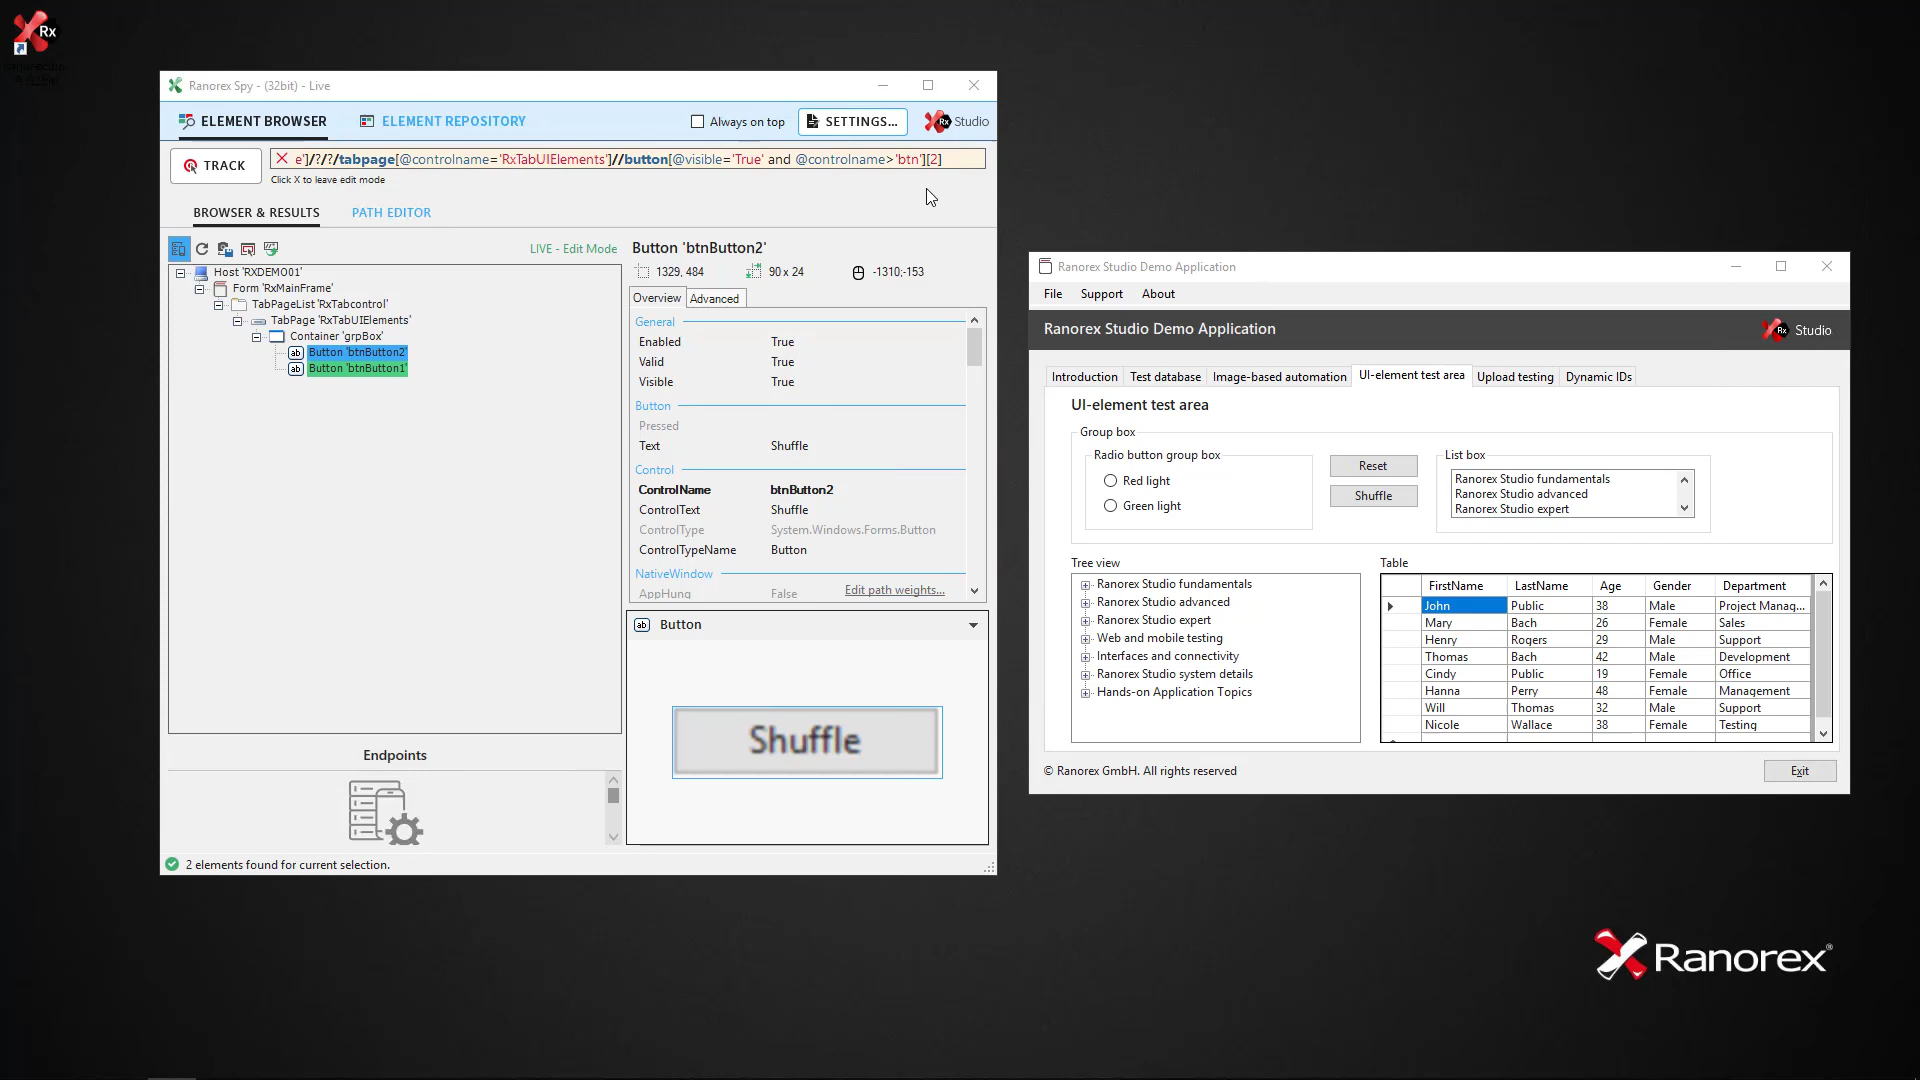 Rx
Ranorex Spy - (32bit) - Live
ELEMENT BROWSER
ELEMENT REPOSITORY
Always on top
SETTINGS...
Rx Studio
TRACK
e']/?/?/tabpage[@controlname='RxTabUIElements']//button[@visible='True' and @controlname>'btn'][2]
Click X to leave edit mode
BROWSER & RESULTS
PATH EDITOR
LIVE - Edit Mode
Host 'RXDEMO01'
Form 'RxMainFrame'
TabPageList 'RxTabcontrol'
TabPage 'RxTabUIElements'
Container 'grpBox'
ab Button 'btnButton2'
ab Button 'btnButton1'
Endpoints
Button 'btnButton2'
1329, 484
90 x 24
-1310;-153
Overview
Advanced
General
Enabled True
Valid True
Visible True
Button
Pressed
Text Shuffle
Control
ControlName btnButton2
ControlText Shuffle
ControlType System.Windows.Forms.Button
ControlTypeName Button
NativeWindow
AppHung False
Edit path weights...
ab Button
Shuffle
2 elements found for current selection.
Ranorex Studio Demo Application
File Support About
Ranorex Studio Demo Application
Rx Studio
Introduction Test database Image-based automation UI-element test area Upload testing Dynamic IDs
UI-element test area
Group box
Radio button group box
Red light
Green light
Reset
Shuffle
List box
Ranorex Studio fundamentals
Ranorex Studio advanced
Ranorex Studio expert
Tree view
Ranorex Studio fundamentals
Ranorex Studio advanced
Ranorex Studio expert
Web and mobile testing
Interfaces and connectivity
Ranorex Studio system details
Hands-on Application Topics
Table
FirstName LastName Age Gender Department
John Public 38 Male Project Manag...
Mary Bach 26 Female Sales
Henry Rogers 29 Male Support
Thomas Bach 42 Male Development
Cindy Public 19 Female Office
Hanna Perry 48 Female Management
Will Thomas 32 Male Support
Nicole Wallace 38 Female Testing
© Ranorex GmbH. All rights reserved
Exit
Ranorex®